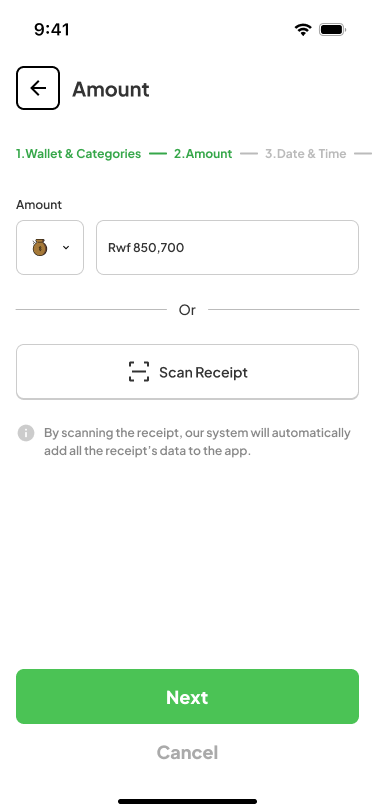 9:41
Amount
1.Wallet & Categories
2.Amount
3.Date & Time
Amount
Rwf 850,700
Or
Scan Receipt
By scanning the receipt, our system will automatically
add all the receipt's data to the app.
Next
Cancel